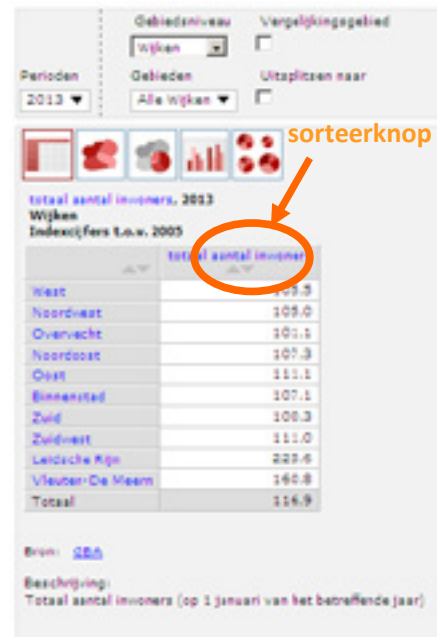 Gebiedsniveau Vergelijkingsgebied
Wijken
Perioden Gebieden Uitsplitsen naar
2013 ▼ Alle Wijken ▼
sorteerknop
totaal aantal inwoners, 2013
Wijken
Indexcijfers t.o.v. 2005
totaal aantal inwoners
West
Noordwest 105.0
Overvecht 101.1
Noordoost 107.3
Oost 111.1
Binnenstad 107.1
Zuid 108.3
Zuidwest 111.0
Leidsche Rijn
Vleuten-De Meern 160.8
Totaal 116.9
Bron: GBA
Beschrijving:
Totaal aantal inwoners (op 1 januari van het betreffende jaar)